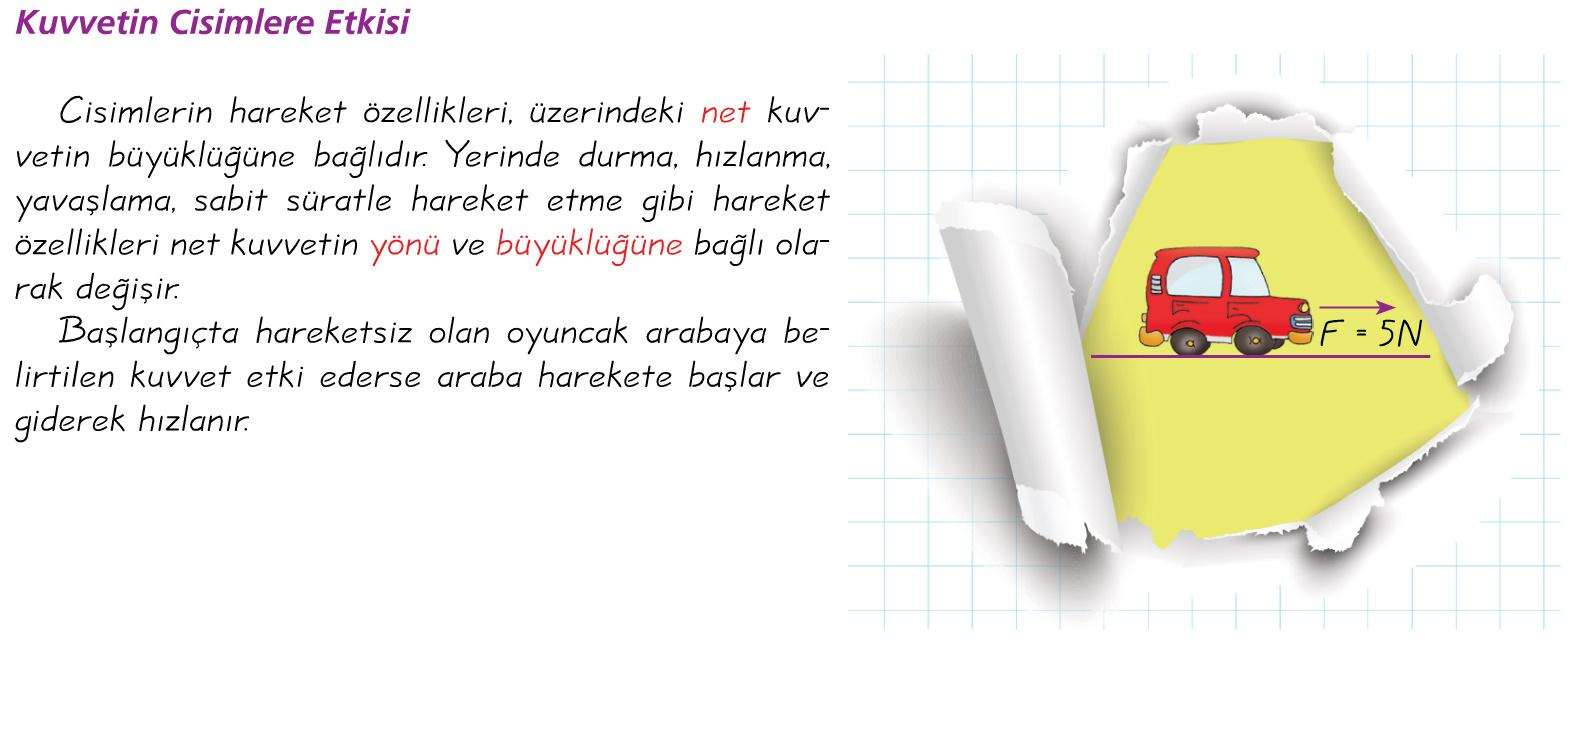 Kuvvetin Cisimlere Etkisi
Cisimlerin hareket özellikleri, üzerindeki net kuv-
vetin büyüklüğüne bağlıdır. Yerinde durma, hızlanma,
yavaşlama, sabit süratle hareket etme gibi hareket
özellikleri net kuvvetin yönü ve büyüklüğüne bağlı ola-
rak değişir.
Başlangıçta hareketsiz olan oyuncak arabaya be-
lirtilen kuvvet etki ederse araba harekete başlar ve
giderek hızlanır.
F = 5N